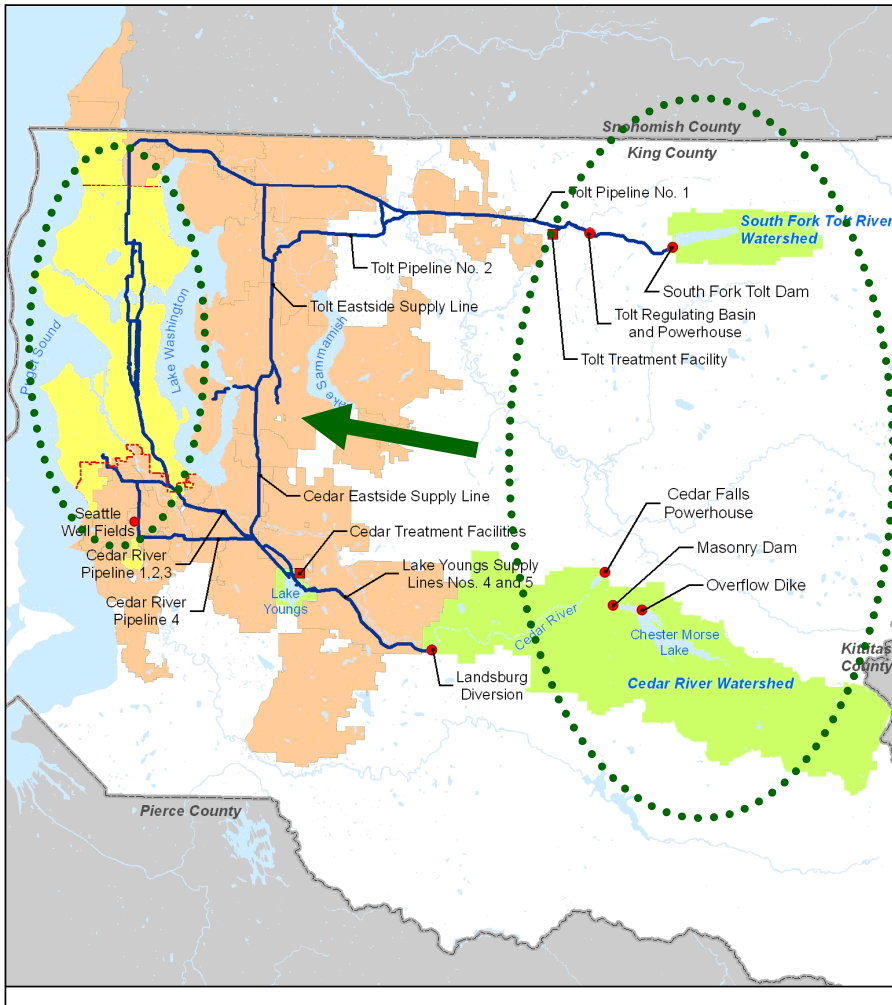 Snohomish County
King County
Tolt Pipeline No. 1
South Fork Tolt River
Watershed
Tolt Pipeline No. 2
South Fork Tolt Dam
Tolt Eastside Supply Line
Tolt Regulating Basin
and Powerhouse
Tolt Treatment Facility
Puget Sound
Lake Washington
Lake Sammamish
Cedar Eastside Supply Line
Cedar Falls
Powerhouse
Seattle
Well Fields
Cedar Treatment Facilities
Masonry Dam
Cedar River
Pipeline 1,2,3
Lake Youngs Supply
Lines Nos. 4 and 5
Overflow Dike
Cedar River
Pipeline 4
Lake
Youngs
Cedar River
Chester Morse
Lake
Kittitas
County
Landsburg
Diversion
Cedar River Watershed
Pierce County